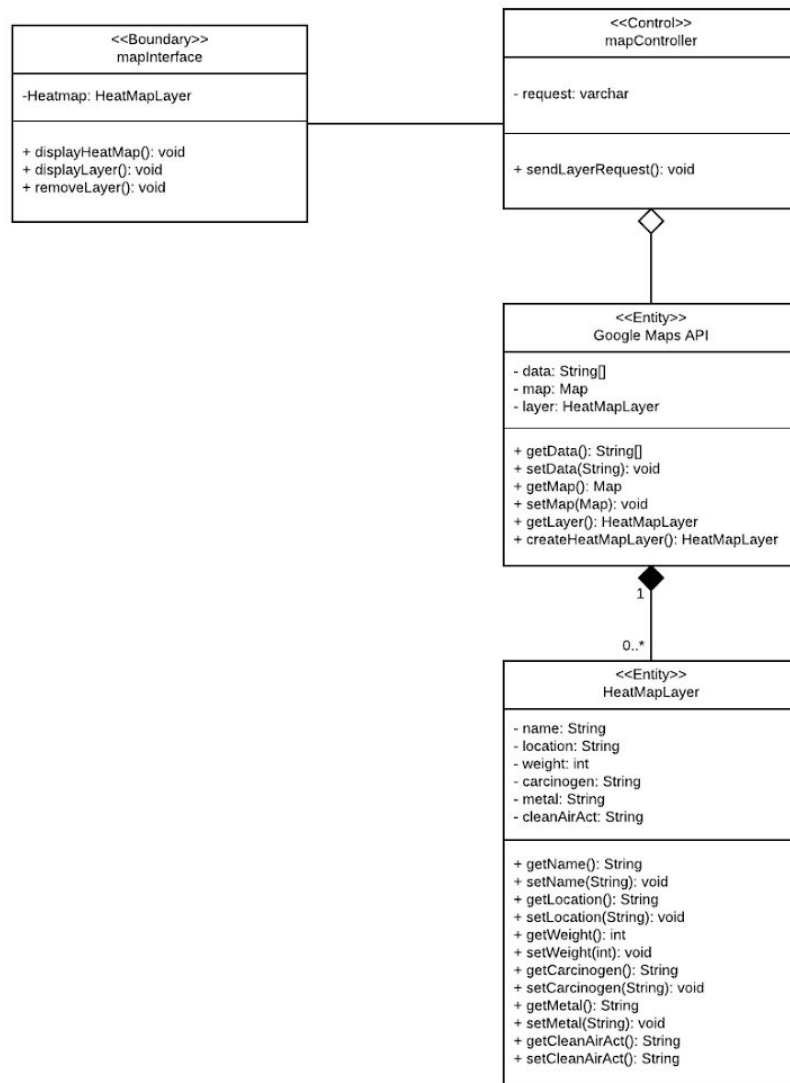 <<Boundary>>
mapInterface
-Heatmap: HeatMapLayer
+ displayHeatMap(): void
+ displayLayer(): void
+ removeLayer(): void
<<Control>>
mapController
- request: varchar
+ sendLayerRequest(): void
<<Entity>>
Google Maps API
- data: String[]
- map: Map
- layer: HeatMapLayer
+ getData(): String[]
+ setData(String): void
+ getMap(): Map
+ setMap(Map): void
+ getLayer(): HeatMapLayer
+ createHeatMapLayer(): HeatMapLayer
1
0..*
<<Entity>>
HeatMapLayer
- name: String
- location: String
- weight: int
- carcinogen: String
- metal: String
- cleanAirAct: String
+ getName(): String
+ setName(String): void
+ getLocation(): String
+ setLocation(String): void
+ getWeight(): int
+ setWeight(int): void
+ getCarcinogen(): String
+ setCarcinogen(String): void
+ getMetal(): String
+ setMetal(String): void
+ getCleanAirAct(): String
+ setCleanAirAct(): String